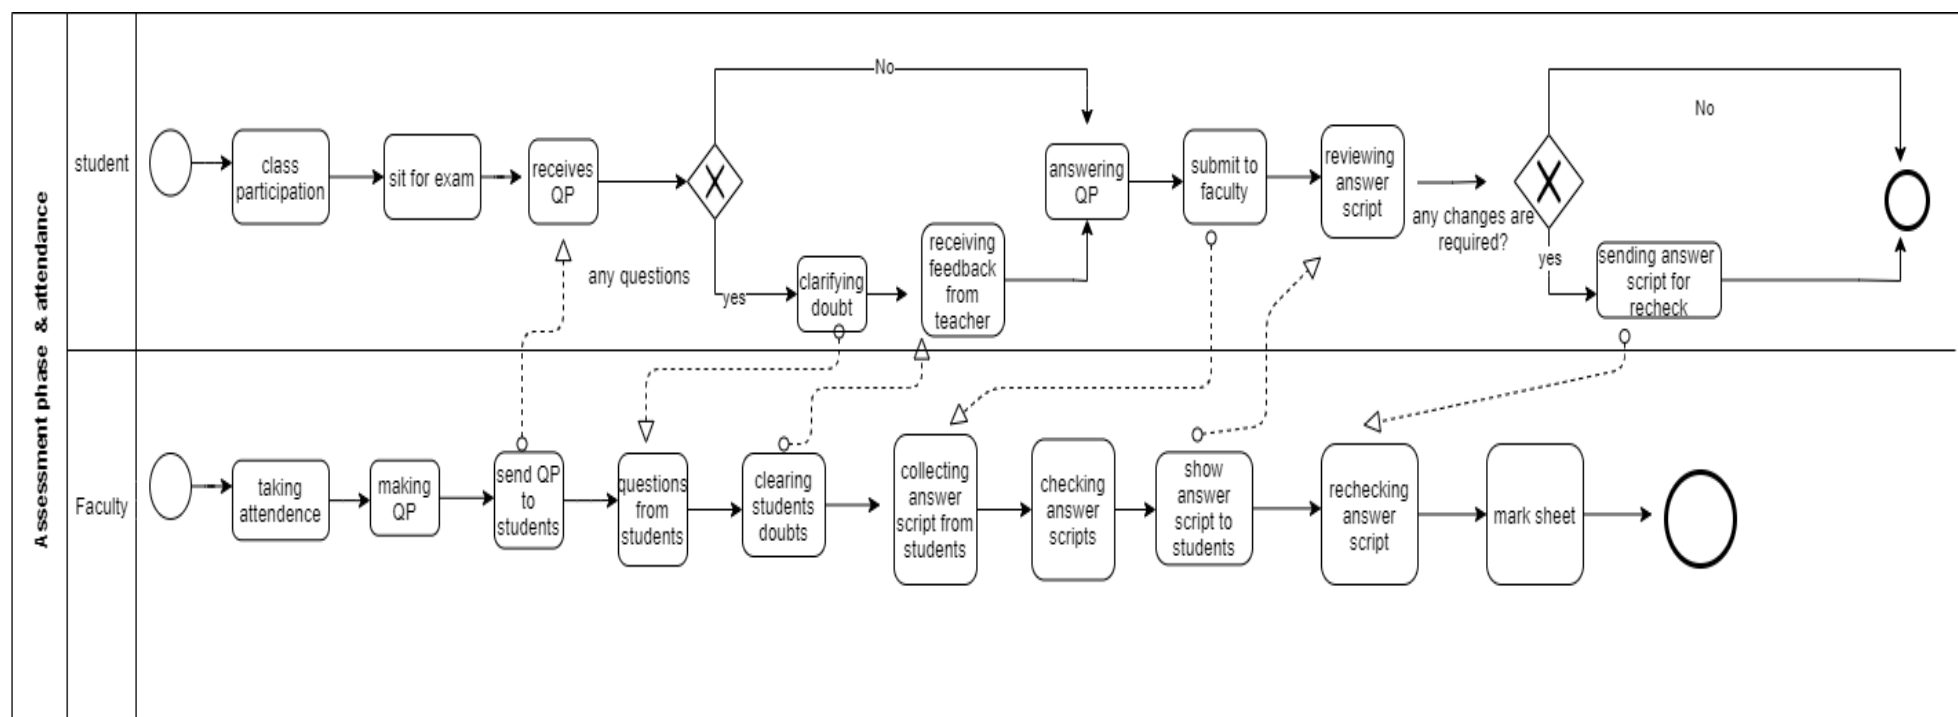 Assessment phase & attendance
student
class
participation
sit for exam
receives
QP
any questions
No
yes
clarifying
doubt
receiving
feedback
from
teacher
answering
QP
submit to
faculty
reviewing
answer
script
any changes are
required?
No
yes
sending answer
script for
recheck
Faculty
taking
attendence
making
QP
send QP
to
students
questions
from
students
clearing
students
doubts
collecting
answer
script from
students
checking
answer
scripts
show
answer
script to
students
rechecking
answer
script
mark sheet